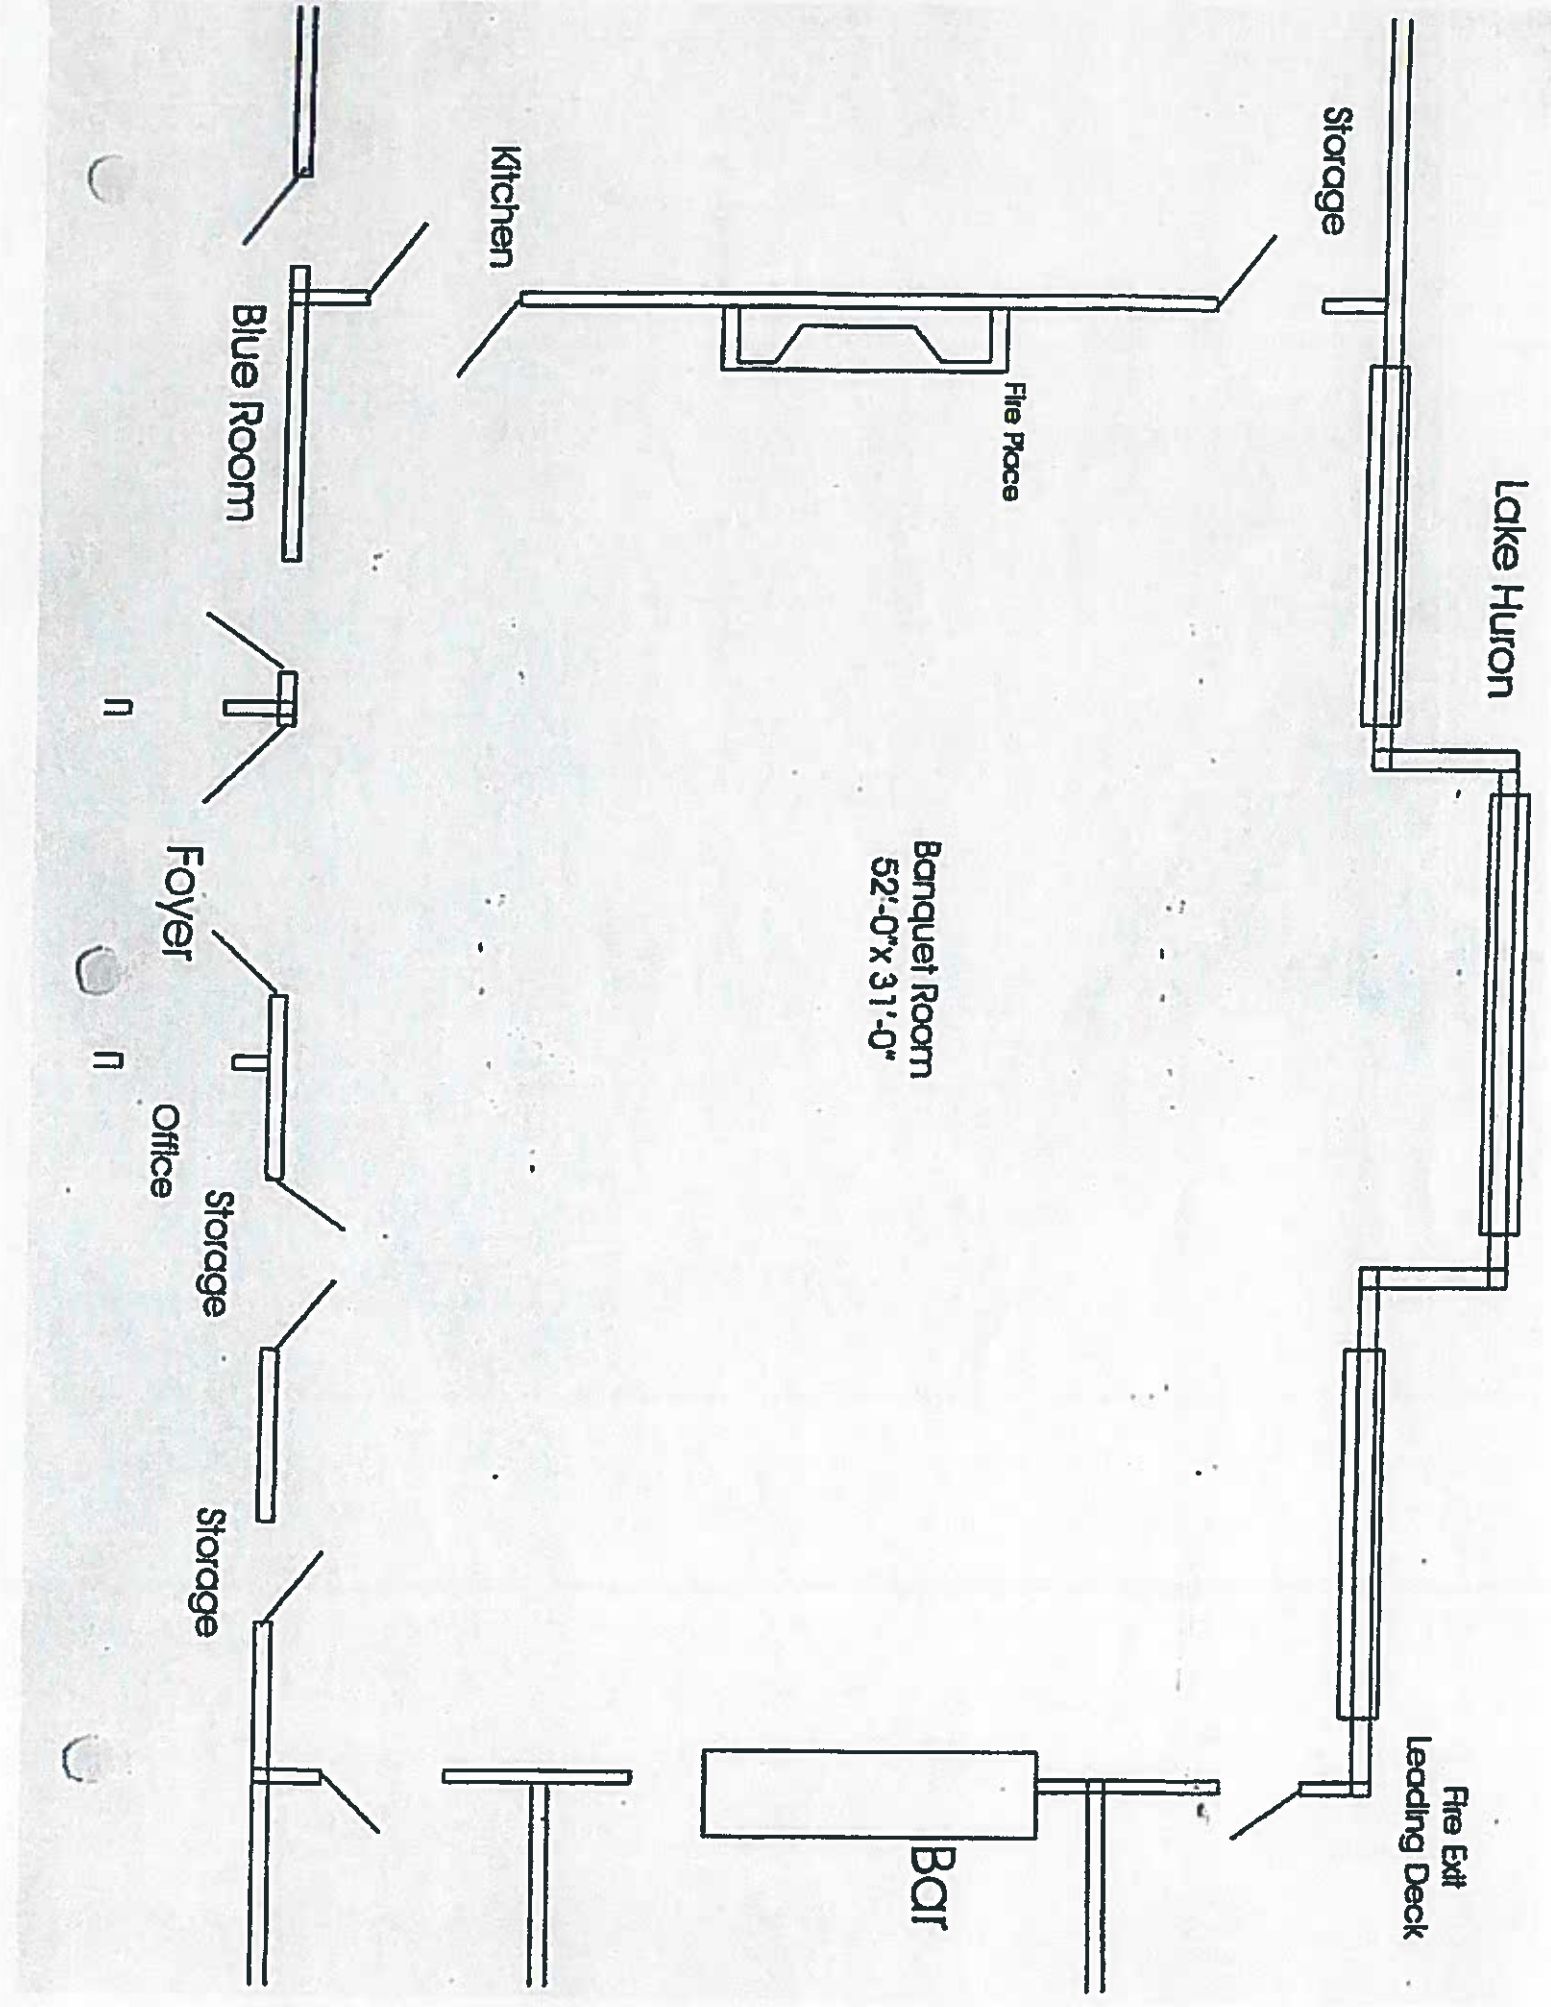 Lake Huron
Fire Exit
Leading Deck
Storage
Fire Place
Banquet Room
52'-0"x 31'-0"
Bar
Kitchen
Blue Room
Foyer
Office
Storage
Storage